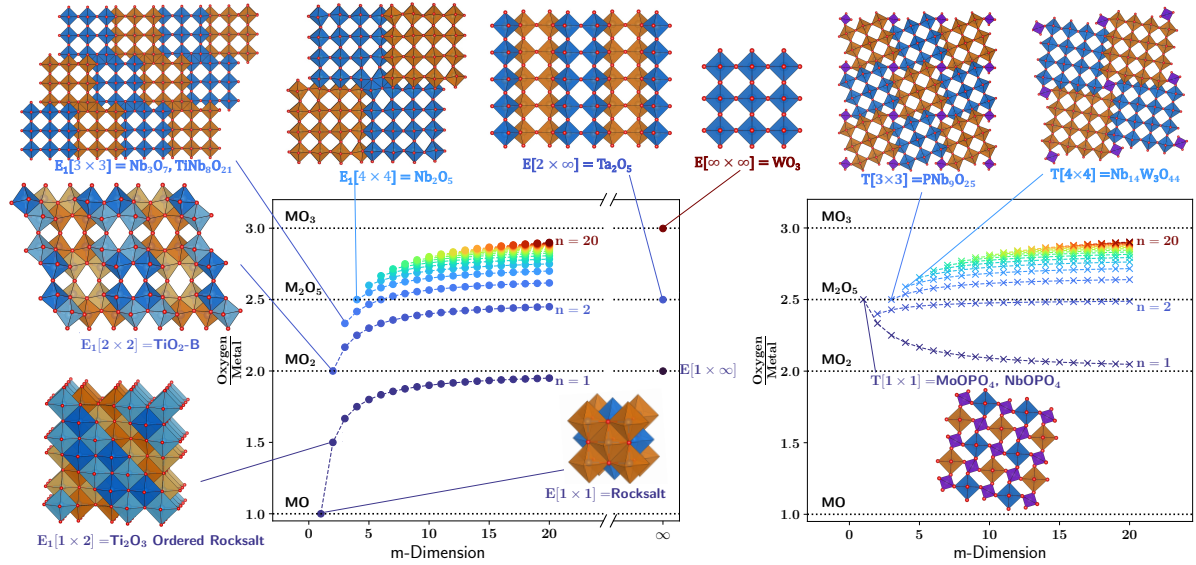 E₁[3 × 3] = Nb₃O₇, TiNb₈O₂₁
E₁[4 × 4] = Nb₂O₅
E[2 × ∞] = Ta₂O₅
E[∞ × ∞] = WO₃
T[3×3] = PNb₉O₂₅
T[4×4] = Nb₁₄W₃O₄₄
E₁[2 × 2] =TiO₂-B
E₁[1 × 2] =Ti₂O₃ Ordered Rocksalt
Oxygen
Metal
3.0
2.5
2.0
1.5
1.0
MO₃
M₂O₅
MO₂
MO
n = 20
n = 2
n = 1
E[1 × ∞]
E[1 × 1] =Rocksalt
0 5 10 15 20 ∞
m-Dimension
Oxygen
Metal
3.0
2.5
2.0
1.5
1.0
MO₃
M₂O₅
MO₂
MO
n = 20
n = 2
n = 1
T[1 × 1] =MoOPO₄, NbOPO₄
0 5 10 15 20
m-Dimension